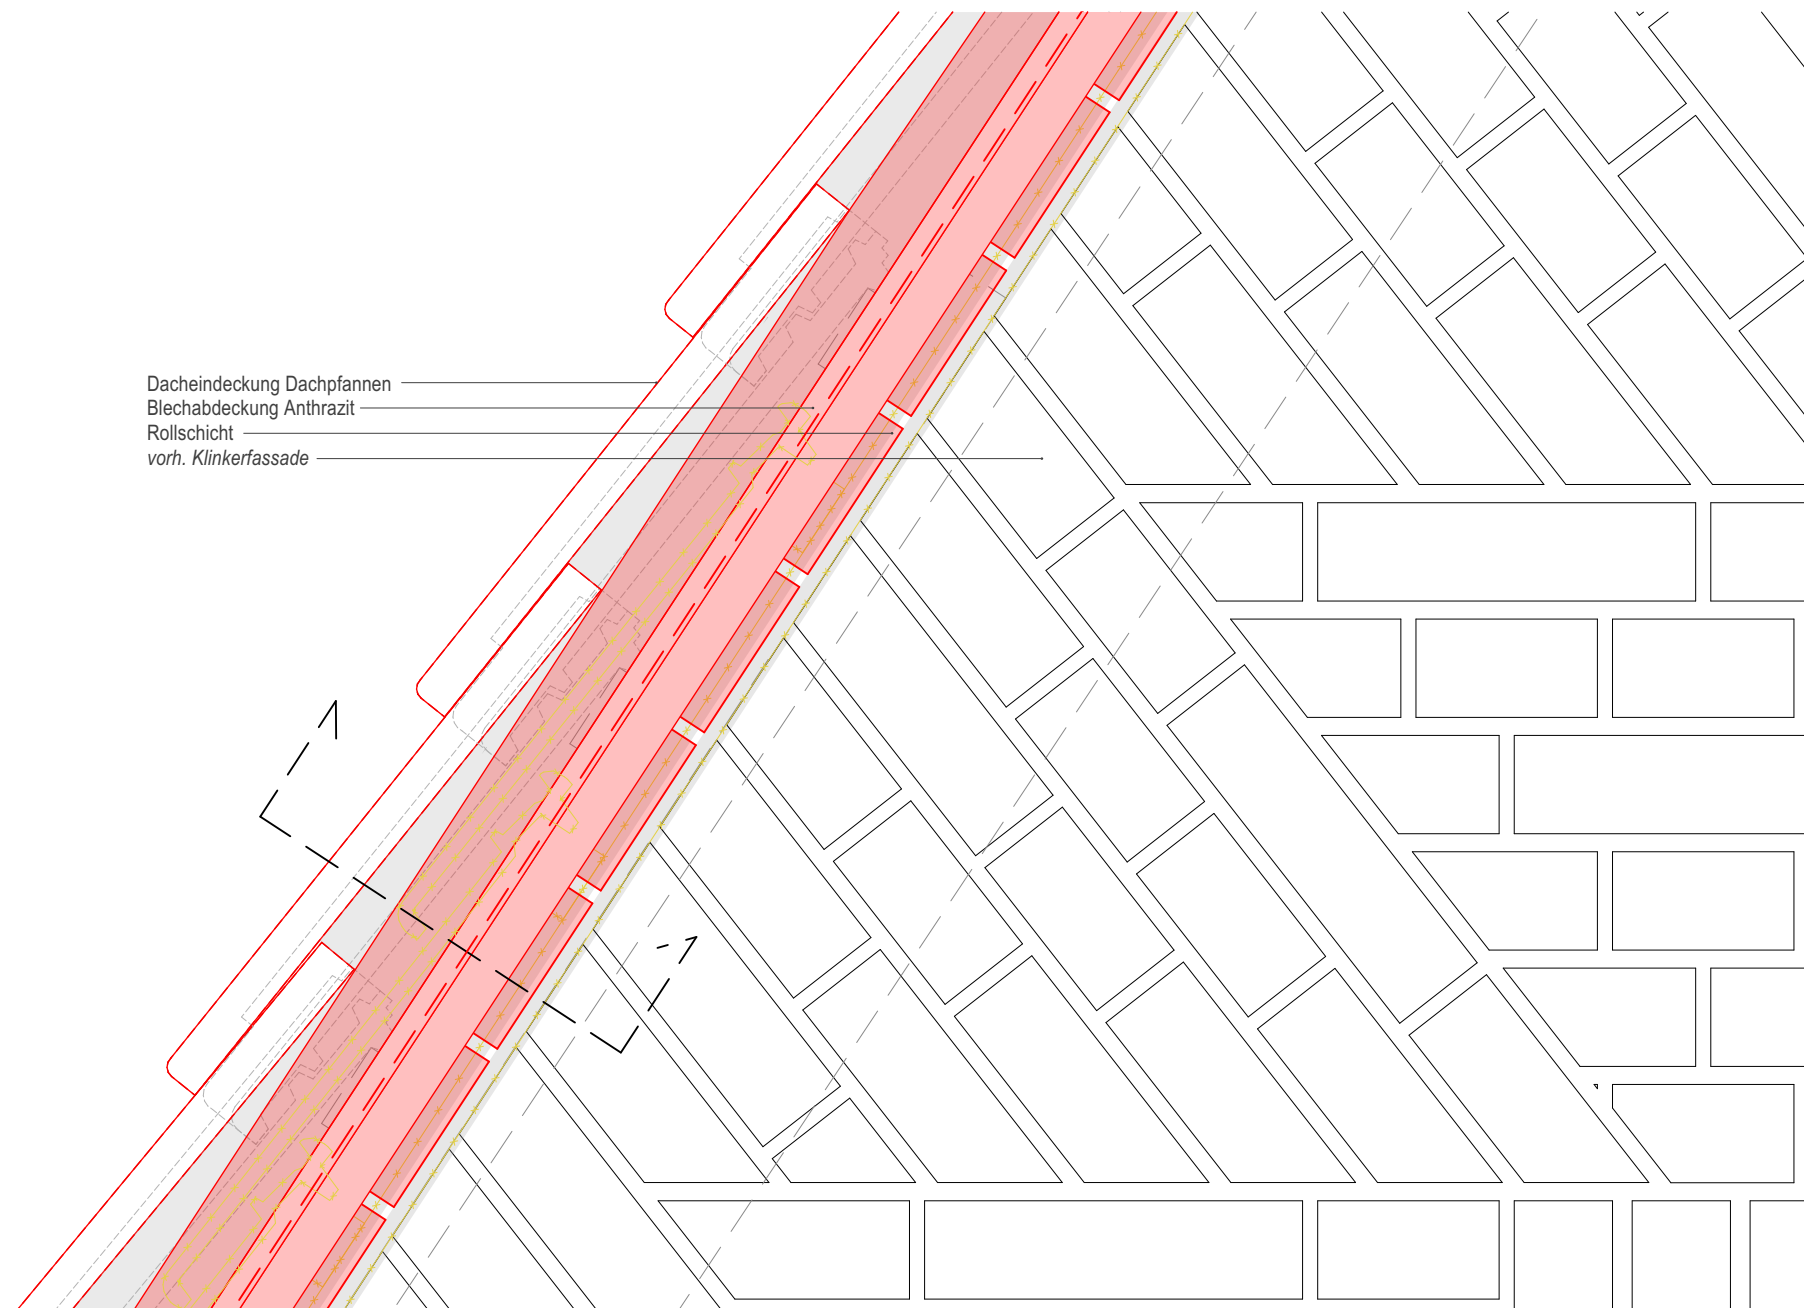 Dacheindeckung Dachpfannen
Blechabdeckung Anthrazit
Rollschicht
vorh. Klinkerfassade